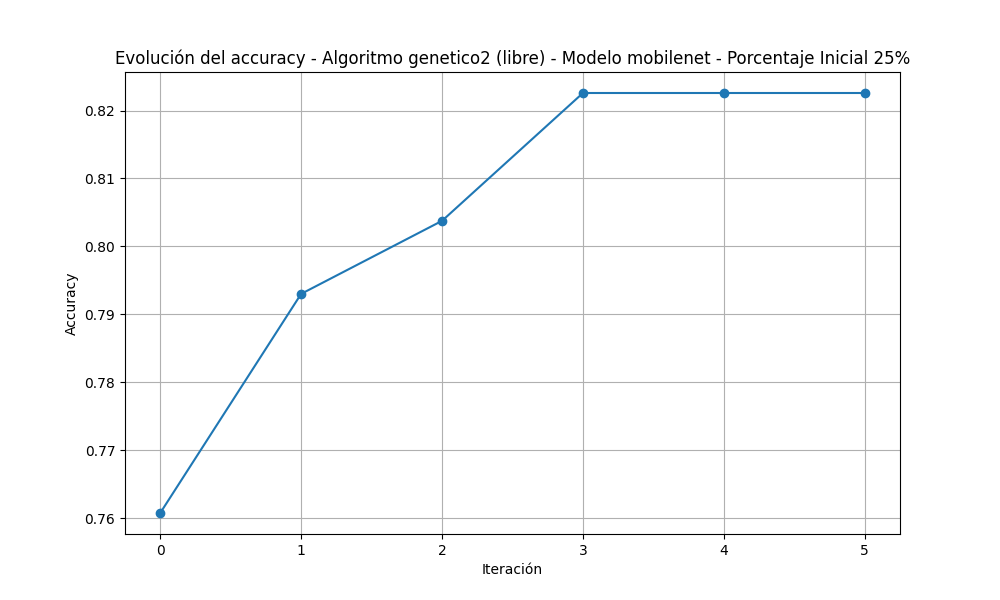 Evolución del accuracy - Algoritmo genetico2 (libre) - Modelo mobilenet - Porcentaje Inicial 25%
0.82
0.81
0.80
0.79
0.78
0.77
0.76
Accuracy
0 1 2 3 4 5
Iteración